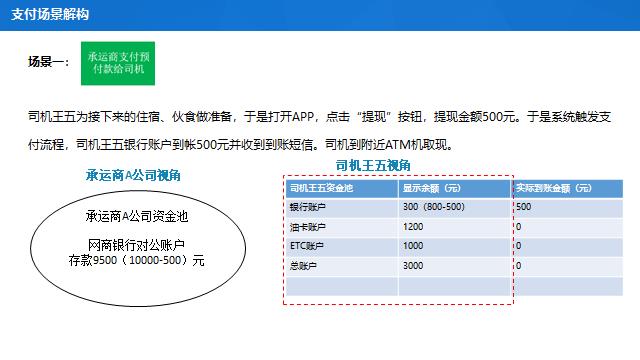 支付场景解构
场景一：
承运商支付预
付款给司机
司机王五为接下来的住宿、伙食做准备，于是打开APP，点击“提现”按钮，提现金额500元。于是系统触发支
付流程，司机王五银行账户到帐500元并收到到账短信。司机到附近ATM机取现。
承运商A公司视角
承运商A公司资金池
网商银行对公账户
存款9500（10000-500）元
司机王五视角
司机王五资金池 显示余额（元） 实际到账金额（元）
银行账户 300（800-500） 500
油卡账户 1200 0
ETC账户 1000 0
总账户 3000 0